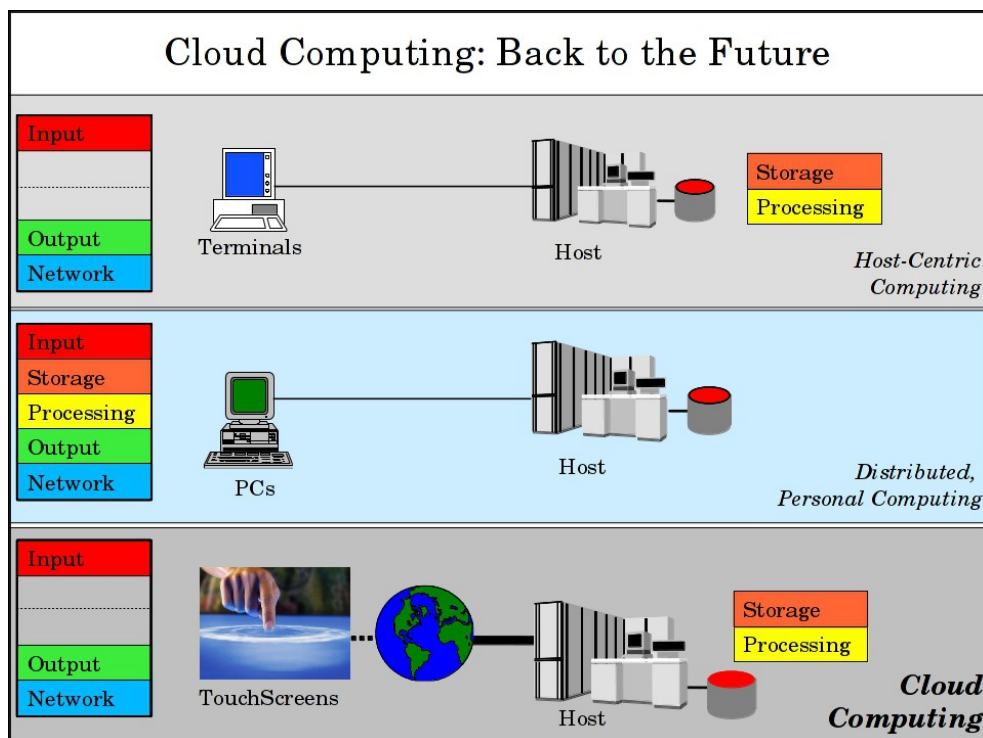 Cloud Computing: Back to the Future
Input
Output
Network
Terminals
Host
Storage
Processing
Host-Centric
Computing
Input
Storage
Processing
Output
Network
PCs
Host
Distributed,
Personal Computing
Input
Output
Network
TouchScreens
Host
Storage
Processing
Cloud
Computing